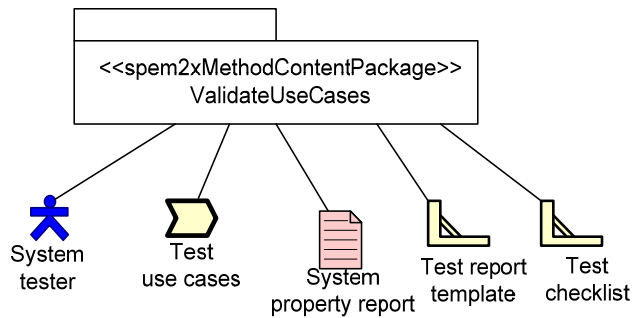 <<spem2xMethodContentPackage>>
ValidateUseCases
System
tester
Test
use cases
System
property report
Test report
template
Test
checklist